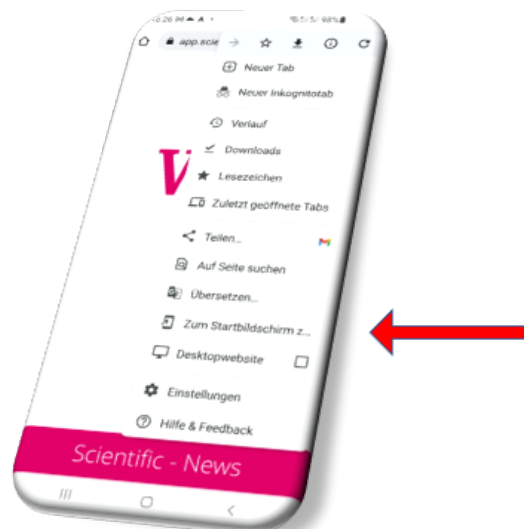 app.scie
Neuer Tab
Neuer Inkognitotab
Verlauf
Downloads
V
Lesezeichen
Zuletzt geöffnete Tabs
Teilen...
Auf Seite suchen
Übersetzen...
Zum Startbildschirm z...
Desktopwebsite
Einstellungen
Hilfe & Feedback
Scientific - News